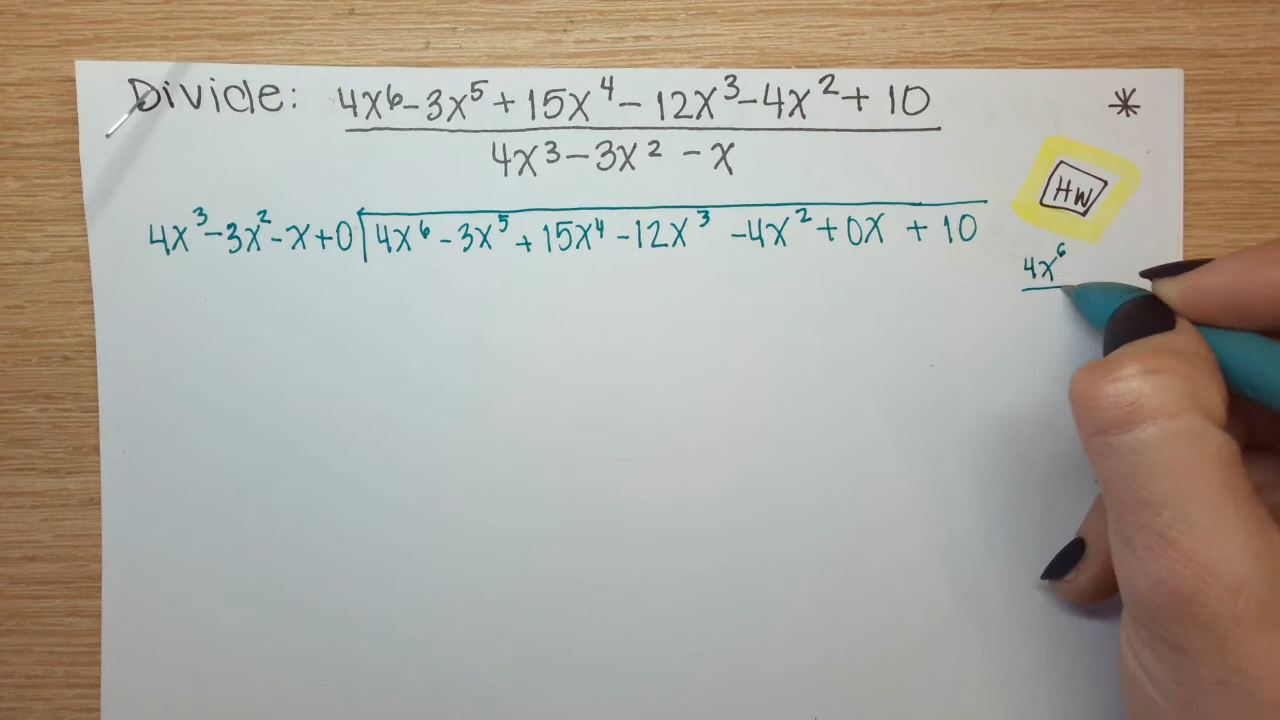 Divide: 4x⁶ - 3x⁵ + 15x⁴ - 12x³ - 4x² + 10
*
4x³ - 3x² - x
HW
4x³ - 3x² - x + 0 | 4x⁶ - 3x⁵ + 15x⁴ - 12x³ - 4x² + 0x + 10
4x⁶